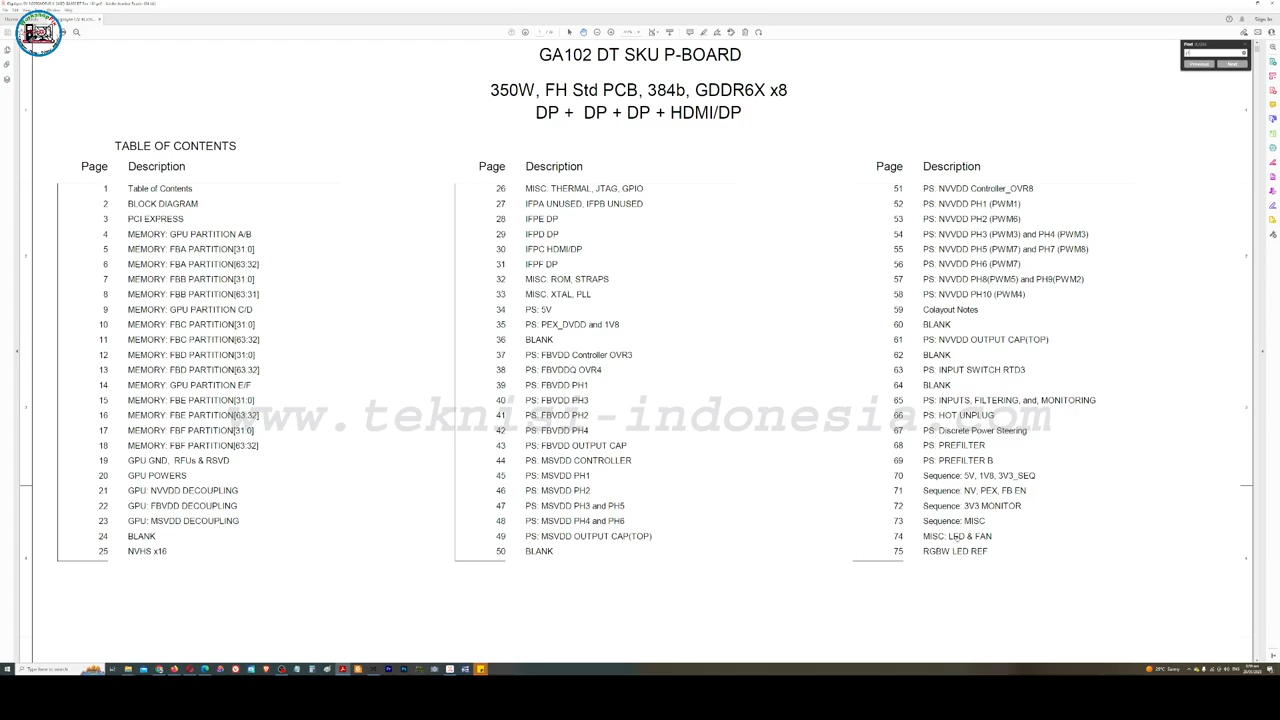 GA102 DT SKU P-BOARD
350W, FH Std PCB, 384b, GDDR6X x8
DP + DP + DP + HDMI/DP
TABLE OF CONTENTS
Page Description
1 Table of Contents
2 BLOCK DIAGRAM
3 PCI EXPRESS
4 MEMORY: GPU PARTITION A/B
5 MEMORY: FBA PARTITION[31:0]
6 MEMORY: FBA PARTITION[63:32]
7 MEMORY: FBB PARTITION[31:0]
8 MEMORY: FBB PARTITION[63:31]
9 MEMORY: GPU PARTITION C/D
10 MEMORY: FBC PARTITION[31:0]
11 MEMORY: FBC PARTITION[63:32]
12 MEMORY: FBD PARTITION[31:0]
13 MEMORY: FBD PARTITION[63:32]
14 MEMORY: GPU PARTITION E/F
15 MEMORY: FBE PARTITION[31:0]
16 MEMORY: FBE PARTITION[63:32]
17 MEMORY: FBF PARTITION[31:0]
18 MEMORY: FBF PARTITION[63:32]
19 GPU GND, RFUs & RSVD
20 GPU POWERS
21 GPU: NVVDD DECOUPLING
22 GPU: FBVDD DECOUPLING
23 GPU: MSVDD DECOUPLING
24 BLANK
25 NVHS x16
Page Description
26 MISC: THERMAL, JTAG, GPIO
27 IFPA UNUSED, IFPB UNUSED
28 IFPE DP
29 IFPD DP
30 IFPC HDMI/DP
31 IFPF DP
32 MISC: ROM, STRAPS
33 MISC: XTAL, PLL
34 PS: 5V
35 PS: PEX_DVDD and 1V8
36 BLANK
37 PS: FBVDD Controller OVR3
38 PS: FBVDDQ OVR4
39 PS: FBVDD PH1
40 PS: FBVDD PH3
41 PS: FBVDD PH2
42 PS: FBVDD PH4
43 PS: FBVDD OUTPUT CAP
44 PS: MSVDD CONTROLLER
45 PS: MSVDD PH1
46 PS: MSVDD PH2
47 PS: MSVDD PH3 and PH5
48 PS: MSVDD PH4 and PH6
49 PS: MSVDD OUTPUT CAP(TOP)
50 BLANK
Page Description
51 PS: NVVDD Controller_OVR8
52 PS: NVVDD PH1 (PWM1)
53 PS: NVVDD PH2 (PWM6)
54 PS: NVVDD PH3 (PWM3) and PH4 (PWM3)
55 PS: NVVDD PH5 (PWM7) and PH7 (PWM8)
56 PS: NVVDD PH6 (PWM7)
57 PS: NVVDD PH8(PWM5) and PH9(PWM2)
58 PS: NVVDD PH10 (PWM4)
59 Colayout Notes
60 BLANK
61 PS: NVVDD OUTPUT CAP(TOP)
62 BLANK
63 PS: INPUT SWITCH RTD3
64 BLANK
65 PS: INPUTS, FILTERING, and, MONITORING
66 PS: HOT UNPLUG
67 PS: Discrete Power Steering
68 PS: PREFILTER
69 PS: PREFILTER B
70 Sequence: 5V, 1V8, 3V3_SEQ
71 Sequence: NV, PEX, FB EN
72 Sequence: 3V3 MONITOR
73 Sequence: MISC
74 MISC: LED & FAN
75 RGBW LED REF
www.teknisi-indonesia.com
Find
Previous Next
Sign In
Type here to search
Sunny